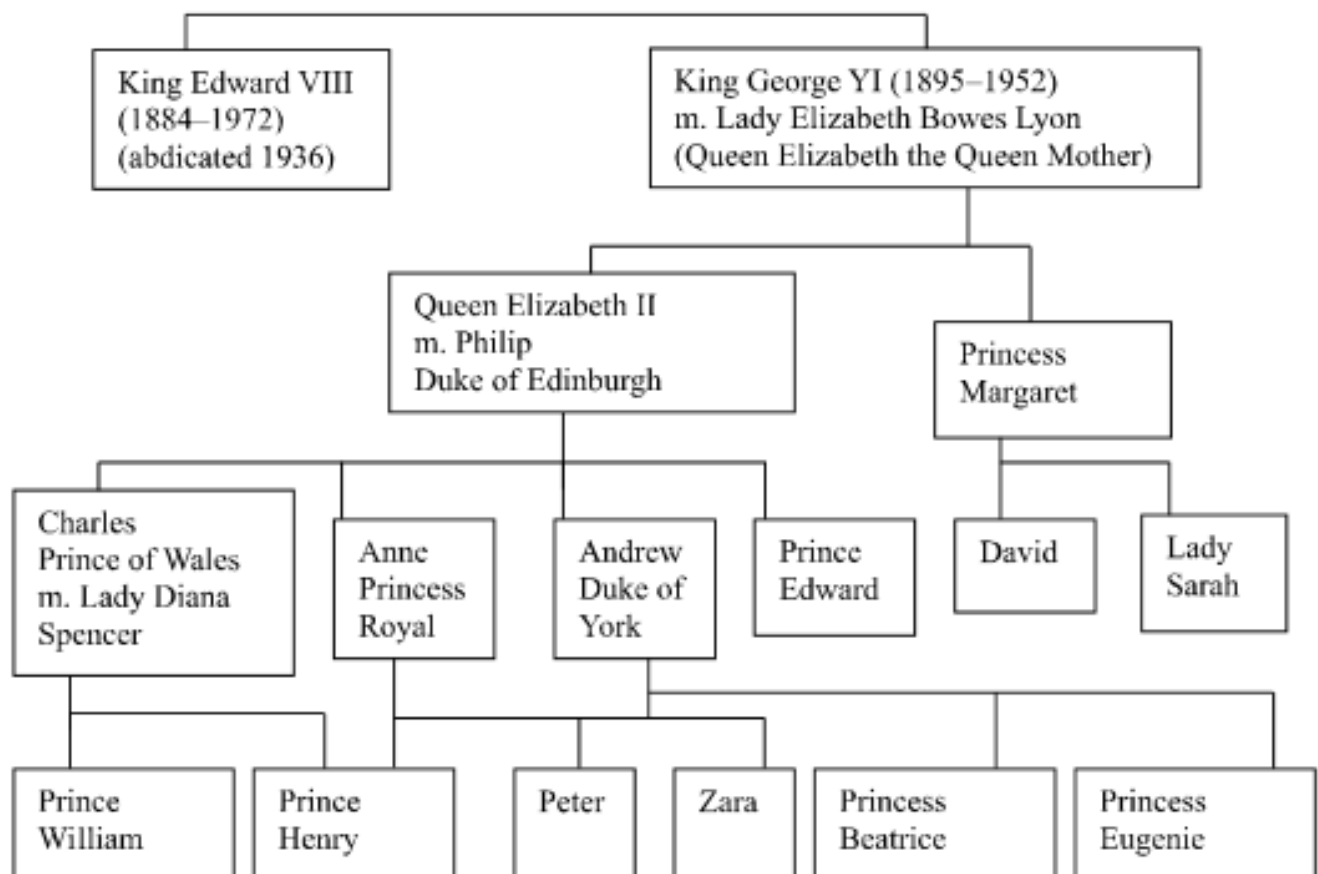 King Edward VIII
(1884–1972)
(abdicated 1936)
King George YI (1895–1952)
m. Lady Elizabeth Bowes Lyon
(Queen Elizabeth the Queen Mother)
Queen Elizabeth II
m. Philip
Duke of Edinburgh
Princess
Margaret
Charles
Prince of Wales
m. Lady Diana
Spencer
Anne
Princess
Royal
Andrew
Duke of
York
Prince
Edward
David
Lady
Sarah
Prince
William
Prince
Henry
Peter
Zara
Princess
Beatrice
Princess
Eugenie